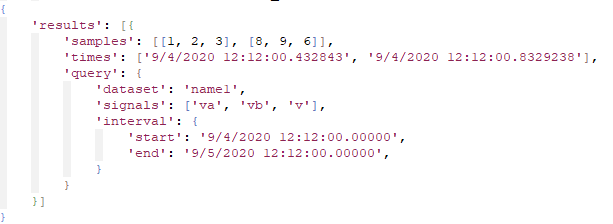 {
    'results': [{
        'samples': [[1, 2, 3], [8, 9, 6]],
        'times': ['9/4/2020 12:12:00.432843', '9/4/2020 12:12:00.8329238'],
        'query': {
            'dataset': 'name1',
            'signals': ['va', 'vb', 'v'],
            'interval': {
                'start': '9/4/2020 12:12:00.00000',
                'end': '9/5/2020 12:12:00.00000',
            }
        }
    }]
}